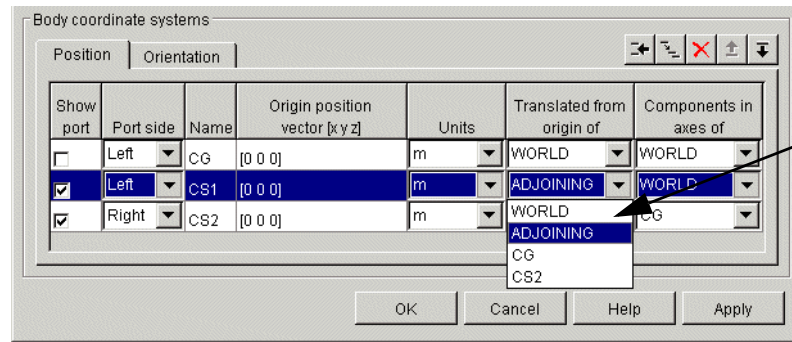 Body coordinate systems
Position Orientation
Show port Port side Name Origin position vector [x y z] Units Translated from origin of Components in axes of
Left CG [0 0 0] m WORLD WORLD
Left CS1 [0 0 0] m ADJOINING WORLD
Right CS2 [0 0 0] m CG
WORLD
ADJOINING
CG
CS2
OK Cancel Help Apply